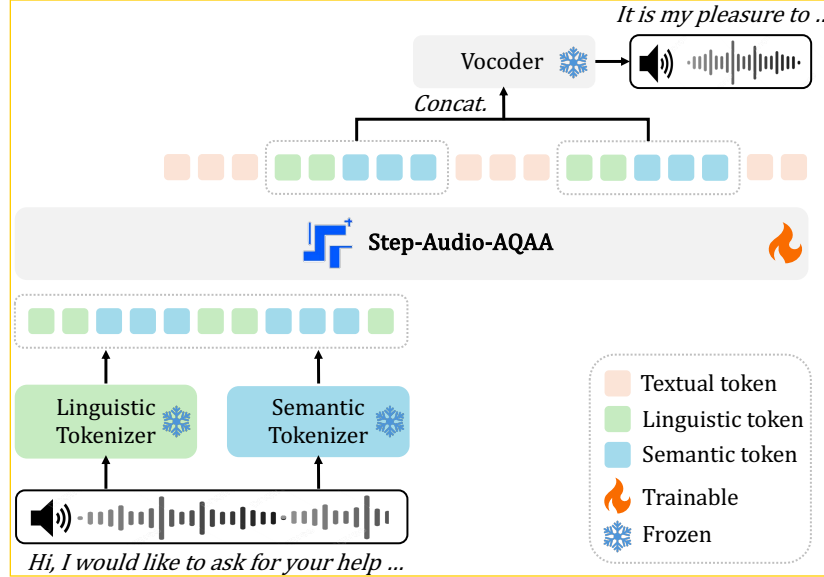 It is my pleasure to ..
Vocoder
Concat.
Step-Audio-AQAA
Linguistic
Tokenizer
Semantic
Tokenizer
Hi, I would like to ask for your help ...
Textual token
Linguistic token
Semantic token
Trainable
Frozen